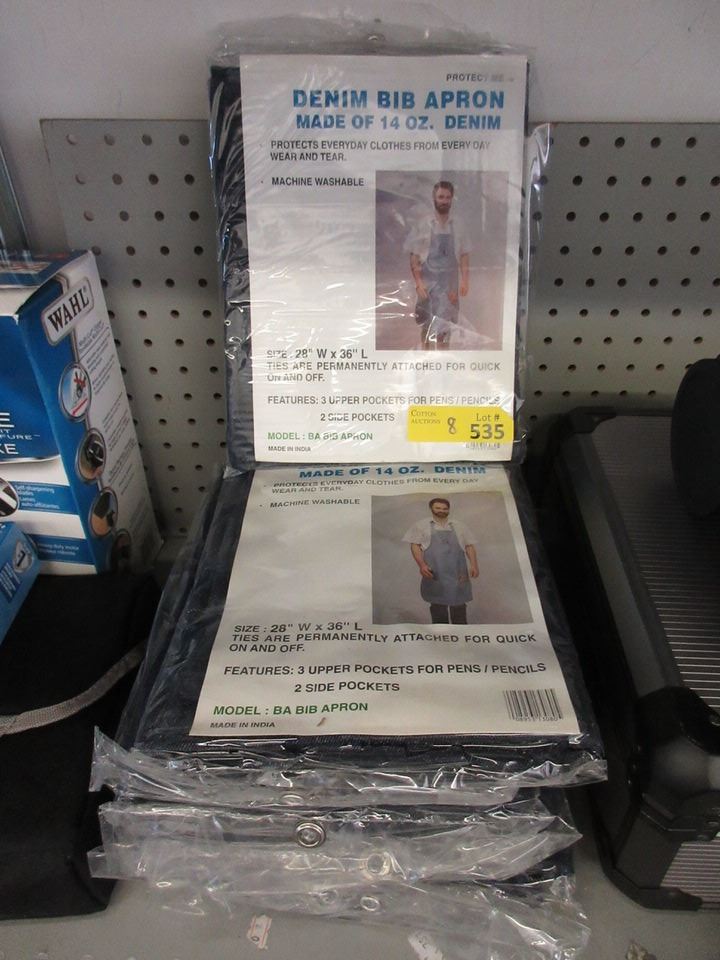 PROTECT ME
DENIM BIB APRON
MADE OF 14 OZ. DENIM
· PROTECTS EVERYDAY CLOTHES FROM EVERY DAY
WEAR AND TEAR.
· MACHINE WASHABLE
SIZE : 28" W x 36" L
TIES ARE PERMANENTLY ATTACHED FOR QUICK
ON AND OFF.
FEATURES: 3 UPPER POCKETS FOR PENS / PENCILS
2 SIDE POCKETS
MODEL : BA BIB APRON
MADE IN INDIA
COTTON
AUCTIONS
8
Lot #
535
MADE OF 14 OZ. DENIM
· PROTECTS EVERYDAY CLOTHES FROM EVERY DAY
WEAR AND TEAR.
· MACHINE WASHABLE
SIZE : 28" W x 36" L
TIES ARE PERMANENTLY ATTACHED FOR QUICK
ON AND OFF.
FEATURES: 3 UPPER POCKETS FOR PENS / PENCILS
2 SIDE POCKETS
MODEL : BA BIB APRON
MADE IN INDIA
WAHL